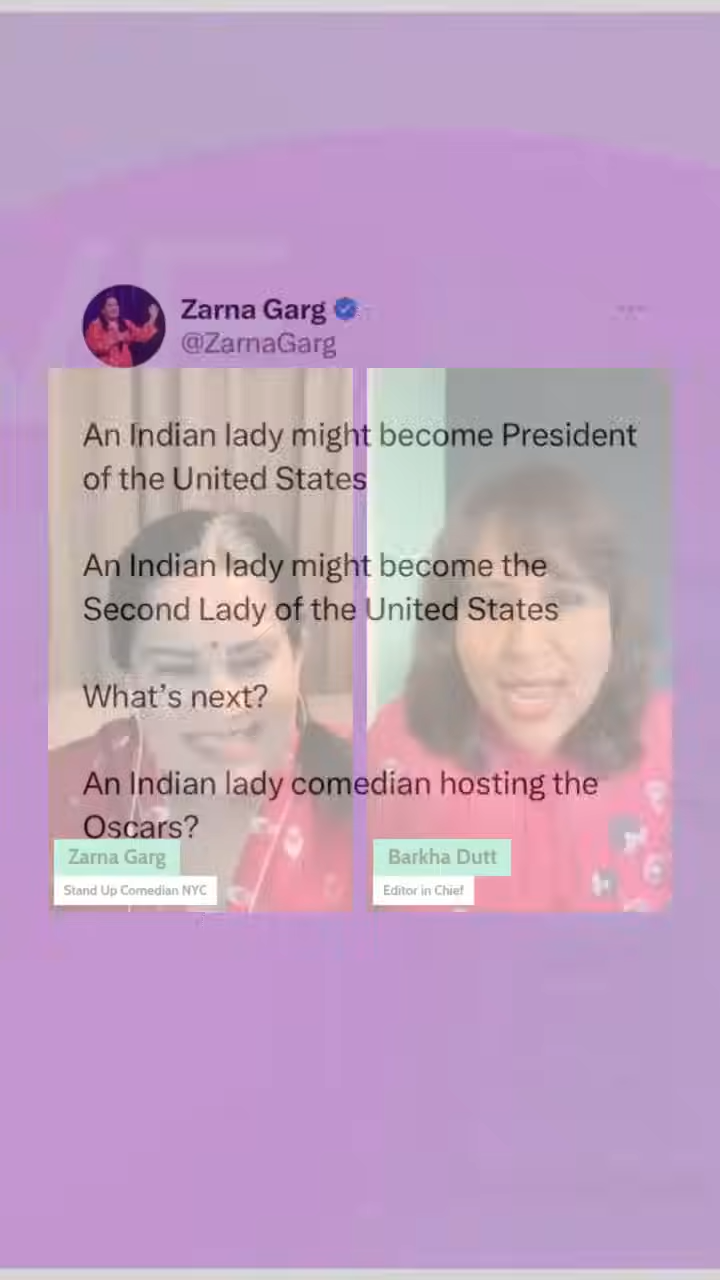 Zarna Garg
@ZarnaGarg
An Indian lady might become President
of the United States
An Indian lady might become the
Second Lady of the United States
What's next?
An Indian lady comedian hosting the
Oscars?
Zarna Garg
Stand Up Comedian NYC
Barkha Dutt
Editor in Chief